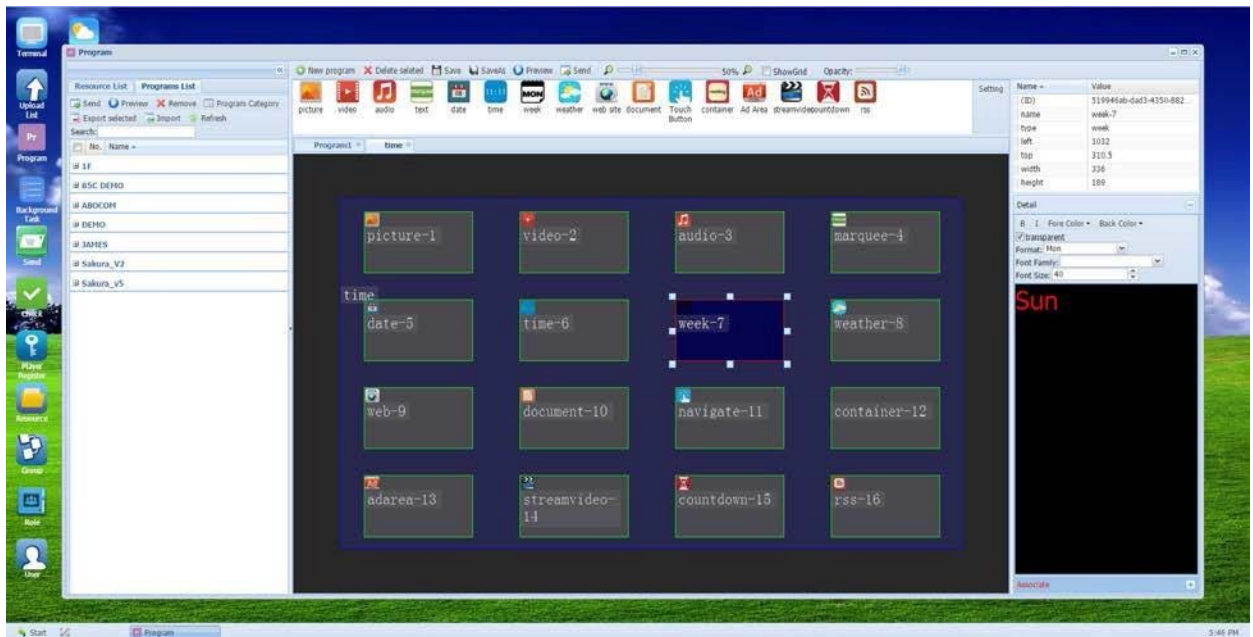 Terminal
Upload
List
Program
Background
Task
Send
Check
Player
Register
Resource
Group
Role
User
Program
Resource List Programs List
Send Preview Remove Program Category
Export selected Import Refresh
Search:
No. Name
1F
85C DEMO
ABOCOM
DEMO
JAMES
Sakura_V2
Sakura_v5
New program Delete seleted Save SaveAs Preview Send 50% ShowGrid Opacity:
MON
Ad
picture video audio text date time week weather web site document Touch Button container Ad Area streamvideo countdown rss
Setting
Program1 time
picture-1 video-2 audio-3 marquee-4
time
date-5 time-6 week-7 weather-8
web-9 document-10 navigate-11 container-12
adarea-13 streamvideo-14 countdown-15 rss-16
Name Value
(ID) 519946ab-dad3-4350-882...
name week-7
type week
left 1032
top 310.5
width 336
height 189
Detail
B I Fore Color Back Color
transparent
Format: Mon
Font Family:
Font Size: 40
Sun
Associate
Start Program 5:46 PM